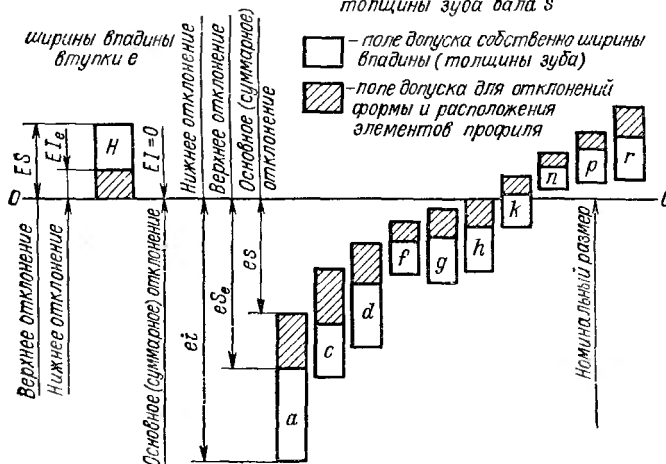 толщины зуба вала s
ширины впадины
втулки e
– поле допуска собственно ширины
впадины (толщины зуба)
– поле допуска для отклонений
формы и расположения
элементов профиля
Нижнее отклонение
Верхнее отклонение
Основное (суммарное)
отклонение
ES
EIe
H
EI=0
0
0
Верхнее отклонение
Нижнее отклонение
Основное (суммарное) отклонение
ei
eSe
es
a
c
d
f
g
h
k
n
p
r
Номинальный размер